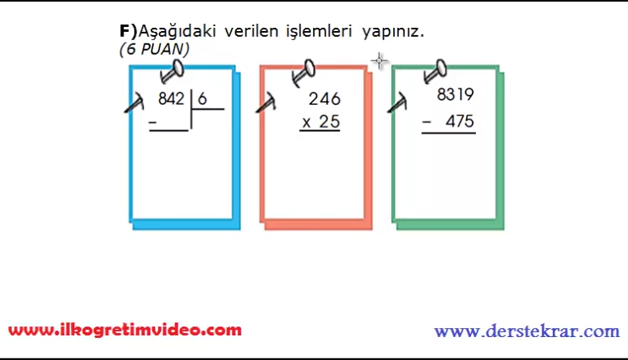 F)Aşağıdaki verilen işlemleri yapınız.
(6 PUAN)
842 6
–
246
x 25
8319
– 475
www.ilkogretimvideo.com
www.derstekrar.com